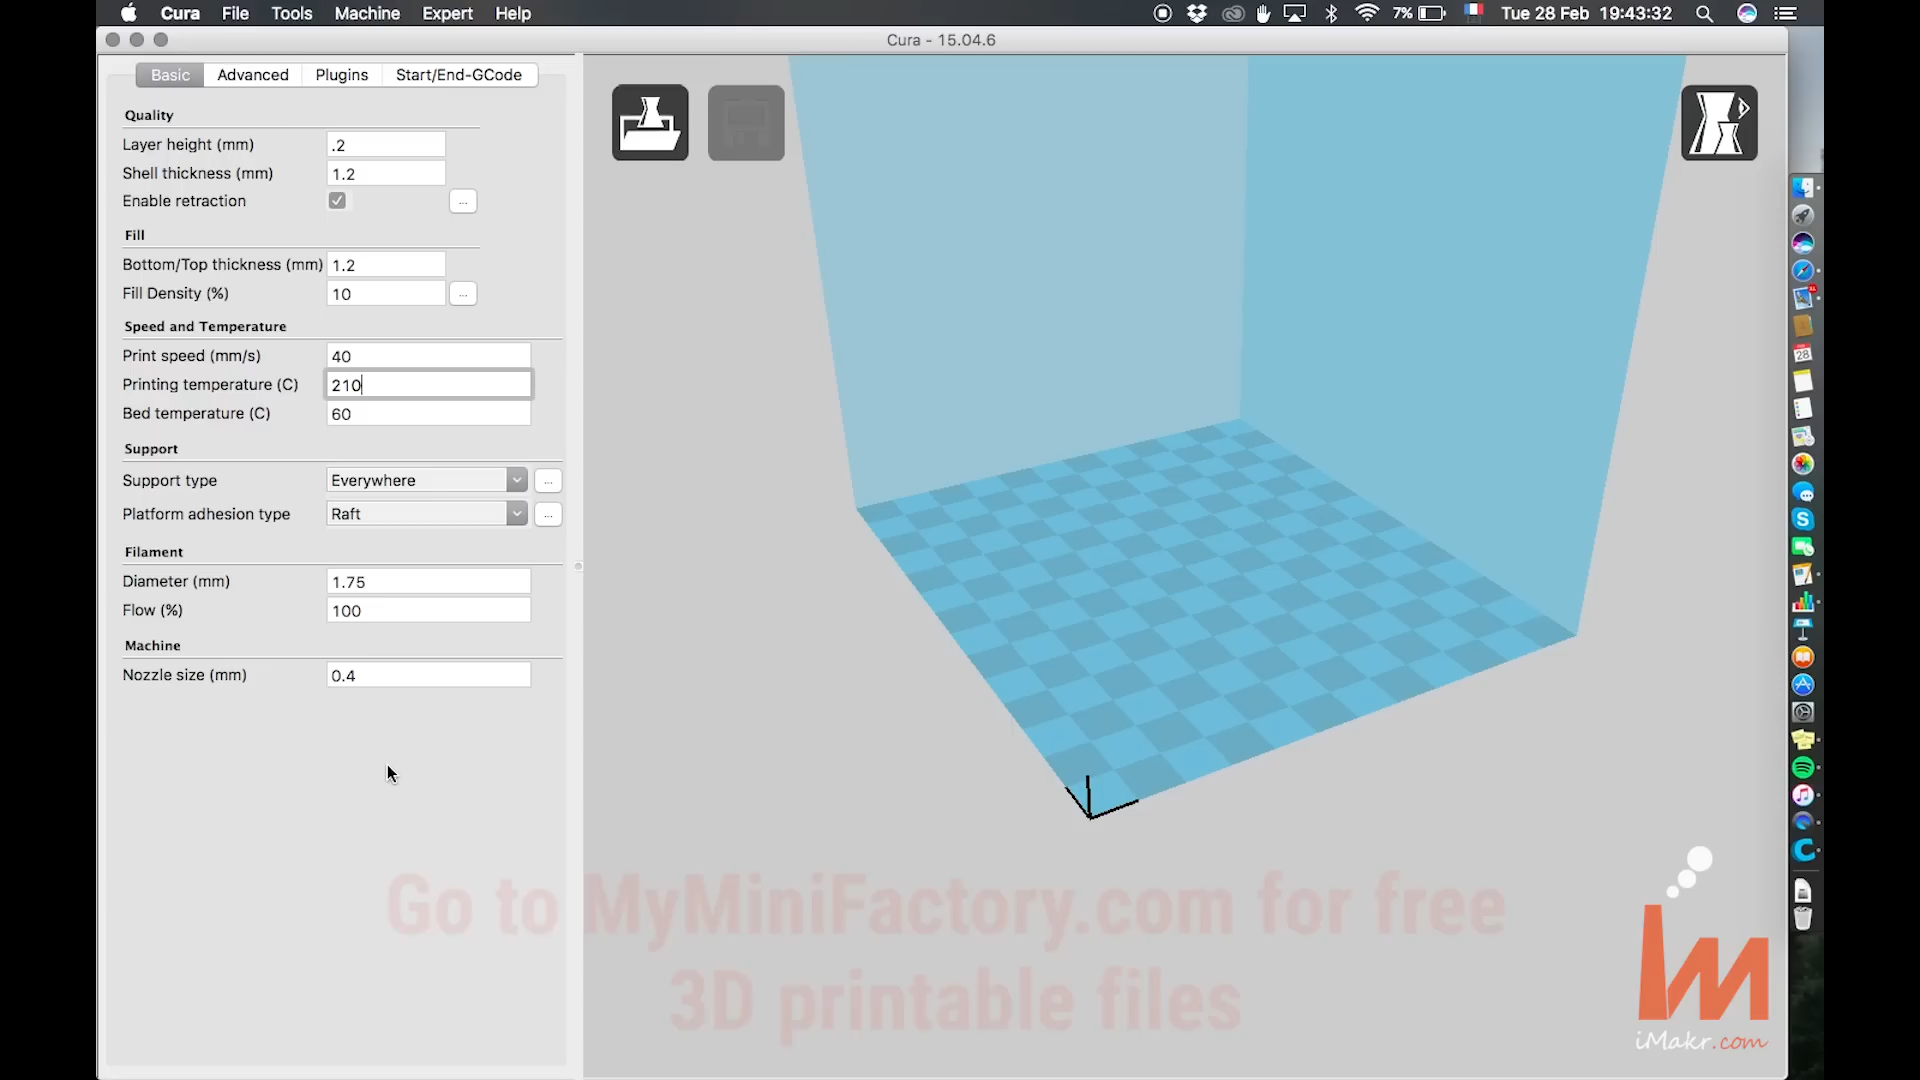 Cura File Tools Machine Expert Help 7% Tue 28 Feb 19:43:32
Cura - 15.04.6
Basic Advanced Plugins Start/End-GCode
Quality
Layer height (mm) .2
Shell thickness (mm) 1.2
Enable retraction ...
Fill
Bottom/Top thickness (mm) 1.2
Fill Density (%) 10 ...
Speed and Temperature
Print speed (mm/s) 40
Printing temperature (C) 210
Bed temperature (C) 60
Support
Support type Everywhere ...
Platform adhesion type Raft ...
Filament
Diameter (mm) 1.75
Flow (%) 100
Machine
Nozzle size (mm) 0.4
Go to MyMiniFactory.com for free
3D printable files
iMakr.com